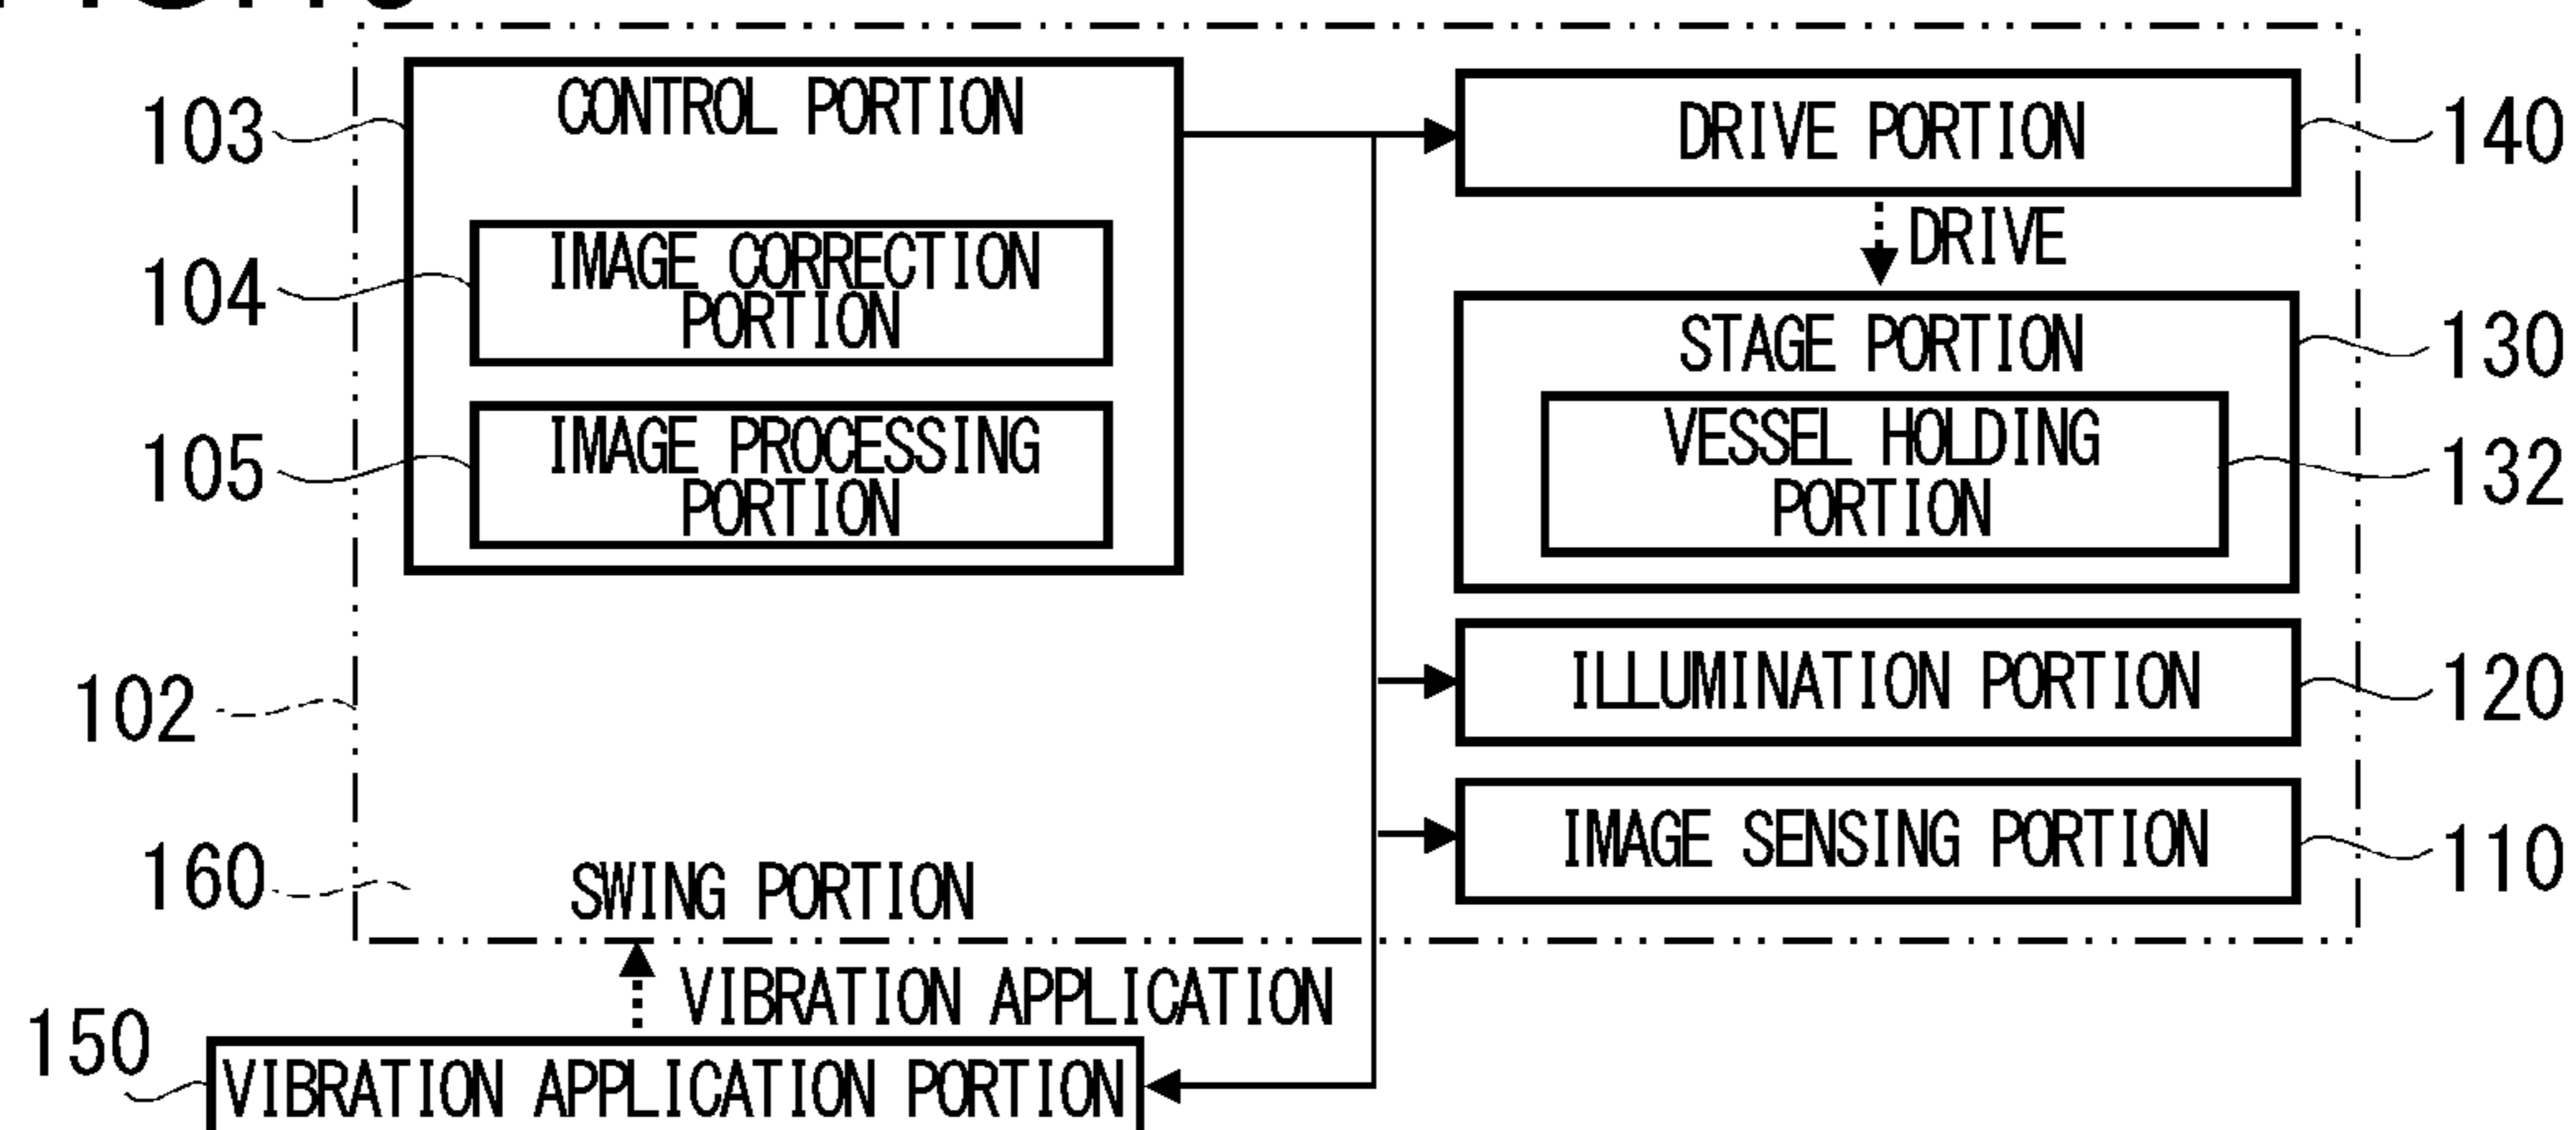 103
CONTROL PORTION
104
IMAGE CORRECTION
PORTION
105
IMAGE PROCESSING
PORTION
DRIVE PORTION
140
DRIVE
STAGE PORTION
130
VESSEL HOLDING
PORTION
132
102
ILLUMINATION PORTION
120
IMAGE SENSING PORTION
110
160
SWING PORTION
VIBRATION APPLICATION
150
VIBRATION APPLICATION PORTION